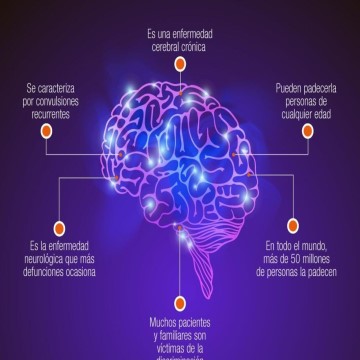 Es una enfermedad
cerebral crónica
Se caracteriza
por convulsiones
recurrentes
Pueden padecerla
personas de
cualquier edad
Es la enfermedad
neurológica que más
defunciones ocasiona
En todo el mundo,
más de 50 millones
de personas la padecen
Muchos pacientes
y familiares son
víctimas de la
discriminación